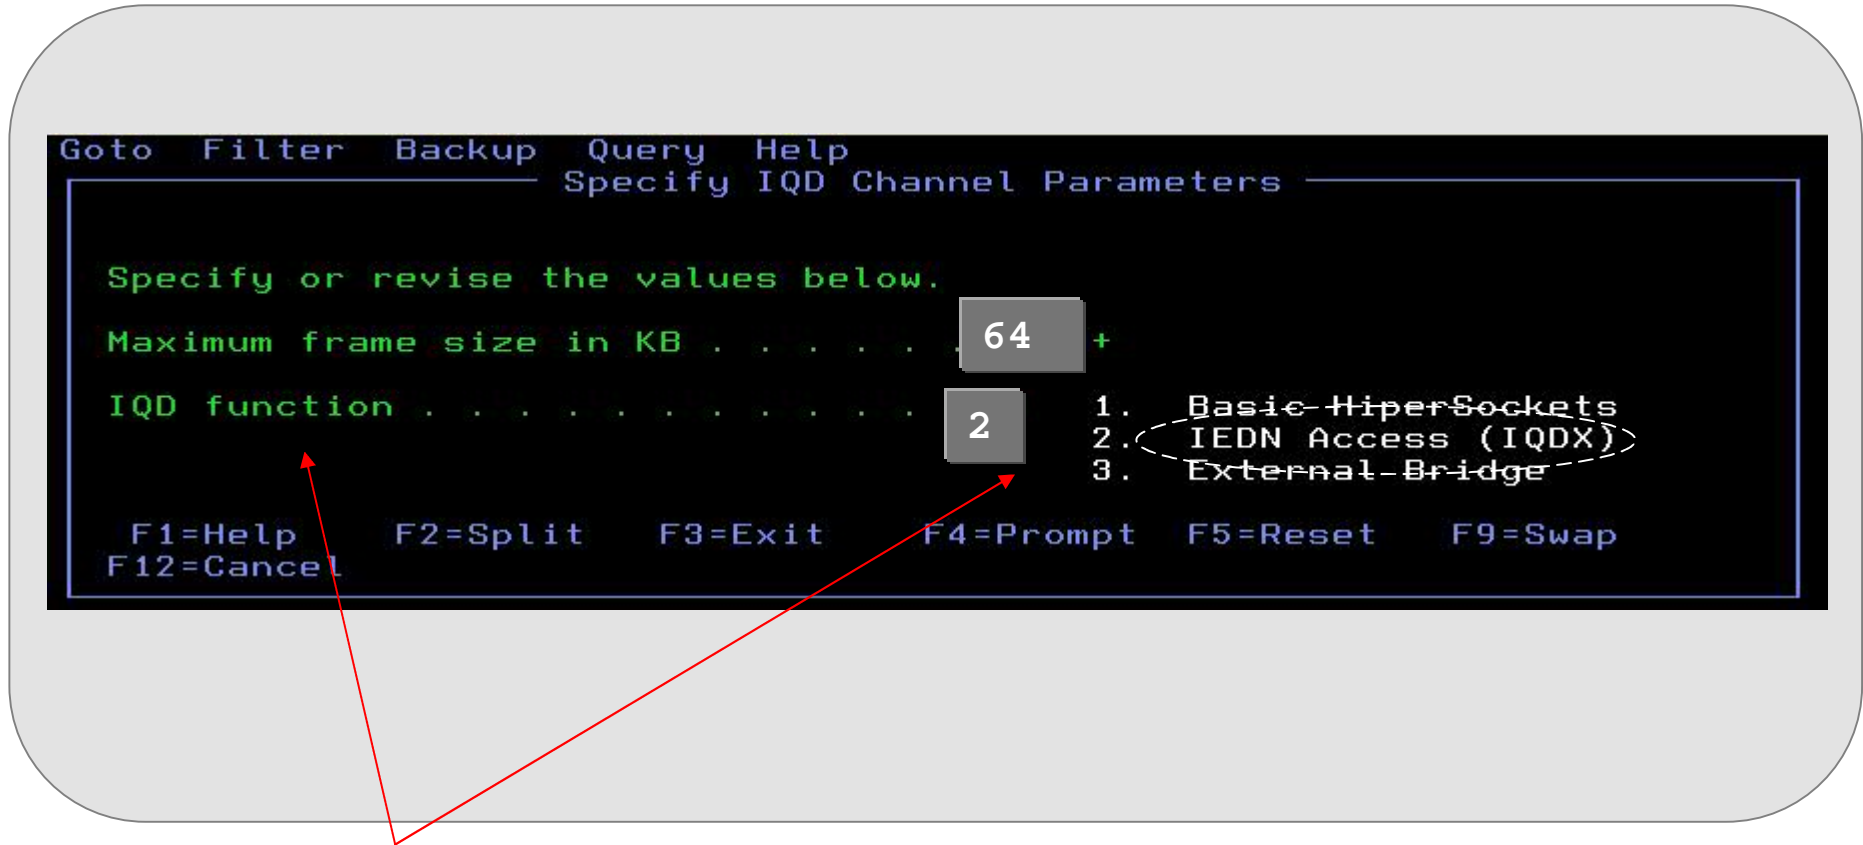 Goto Filter Backup Query Help
Specify IQD Channel Parameters
Specify or revise the values below.
Maximum frame size in KB . . . . . . 64 +
IQD function . . . . . . . . . . . 2 1. Basic HiperSockets
2. IEDN Access (IQDX)
3. External Bridge
F1=Help F2=Split F3=Exit F4=Prompt F5=Reset F9=Swap
F12=Cancel